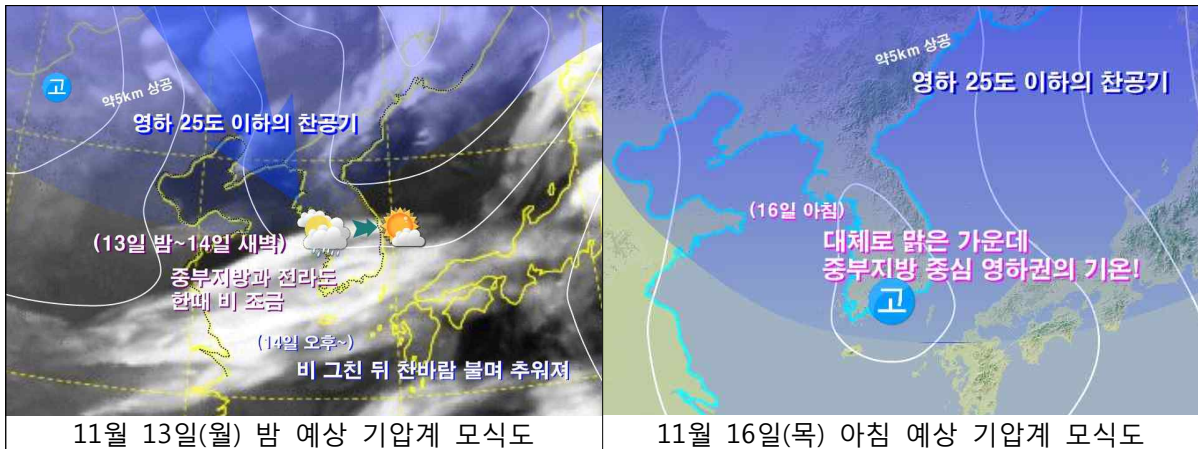 고
약5km 상공
영하 25도 이하의 찬공기
(13일 밤~14일 새벽)
중부지방과 전라도
한때 비 조금
(14일 오후~)
비 그친 뒤 찬바람 불며 추워져
11월 13일(월) 밤 예상 기압계 모식도
약5km 상공
영하 25도 이하의 찬공기
(16일 아침)
대체로 맑은 가운데
중부지방 중심 영하권의 기온!
고
11월 16일(목) 아침 예상 기압계 모식도